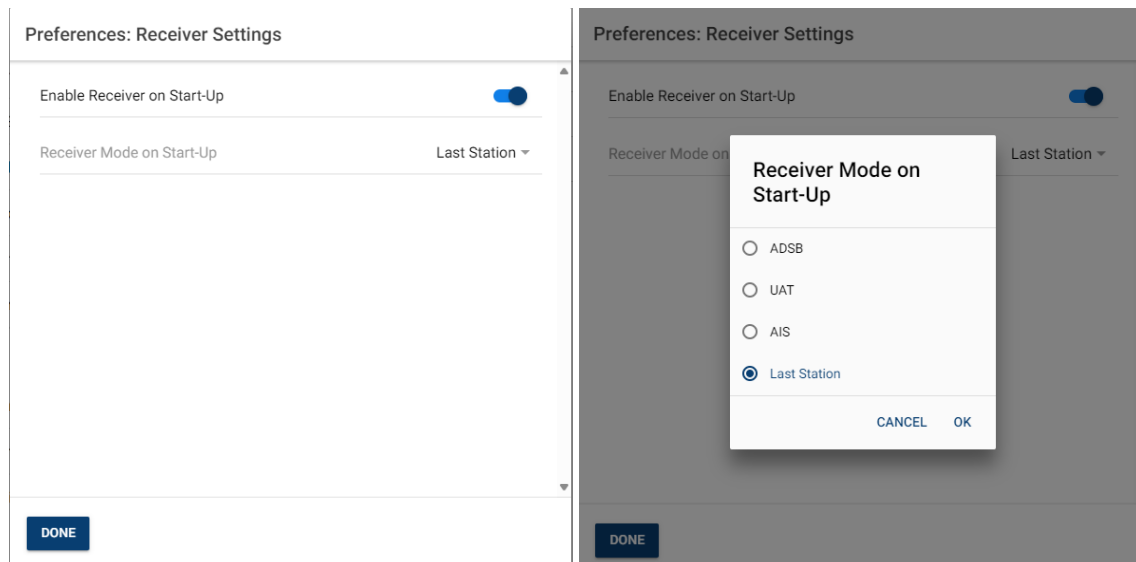 Preferences: Receiver Settings
Enable Receiver on Start-Up
Receiver Mode on Start-Up Last Station
DONE
Preferences: Receiver Settings
Enable Receiver on Start-Up
Receiver Mode on Last Station
Receiver Mode on
Start-Up
ADSB
UAT
AIS
Last Station
CANCEL OK
DONE